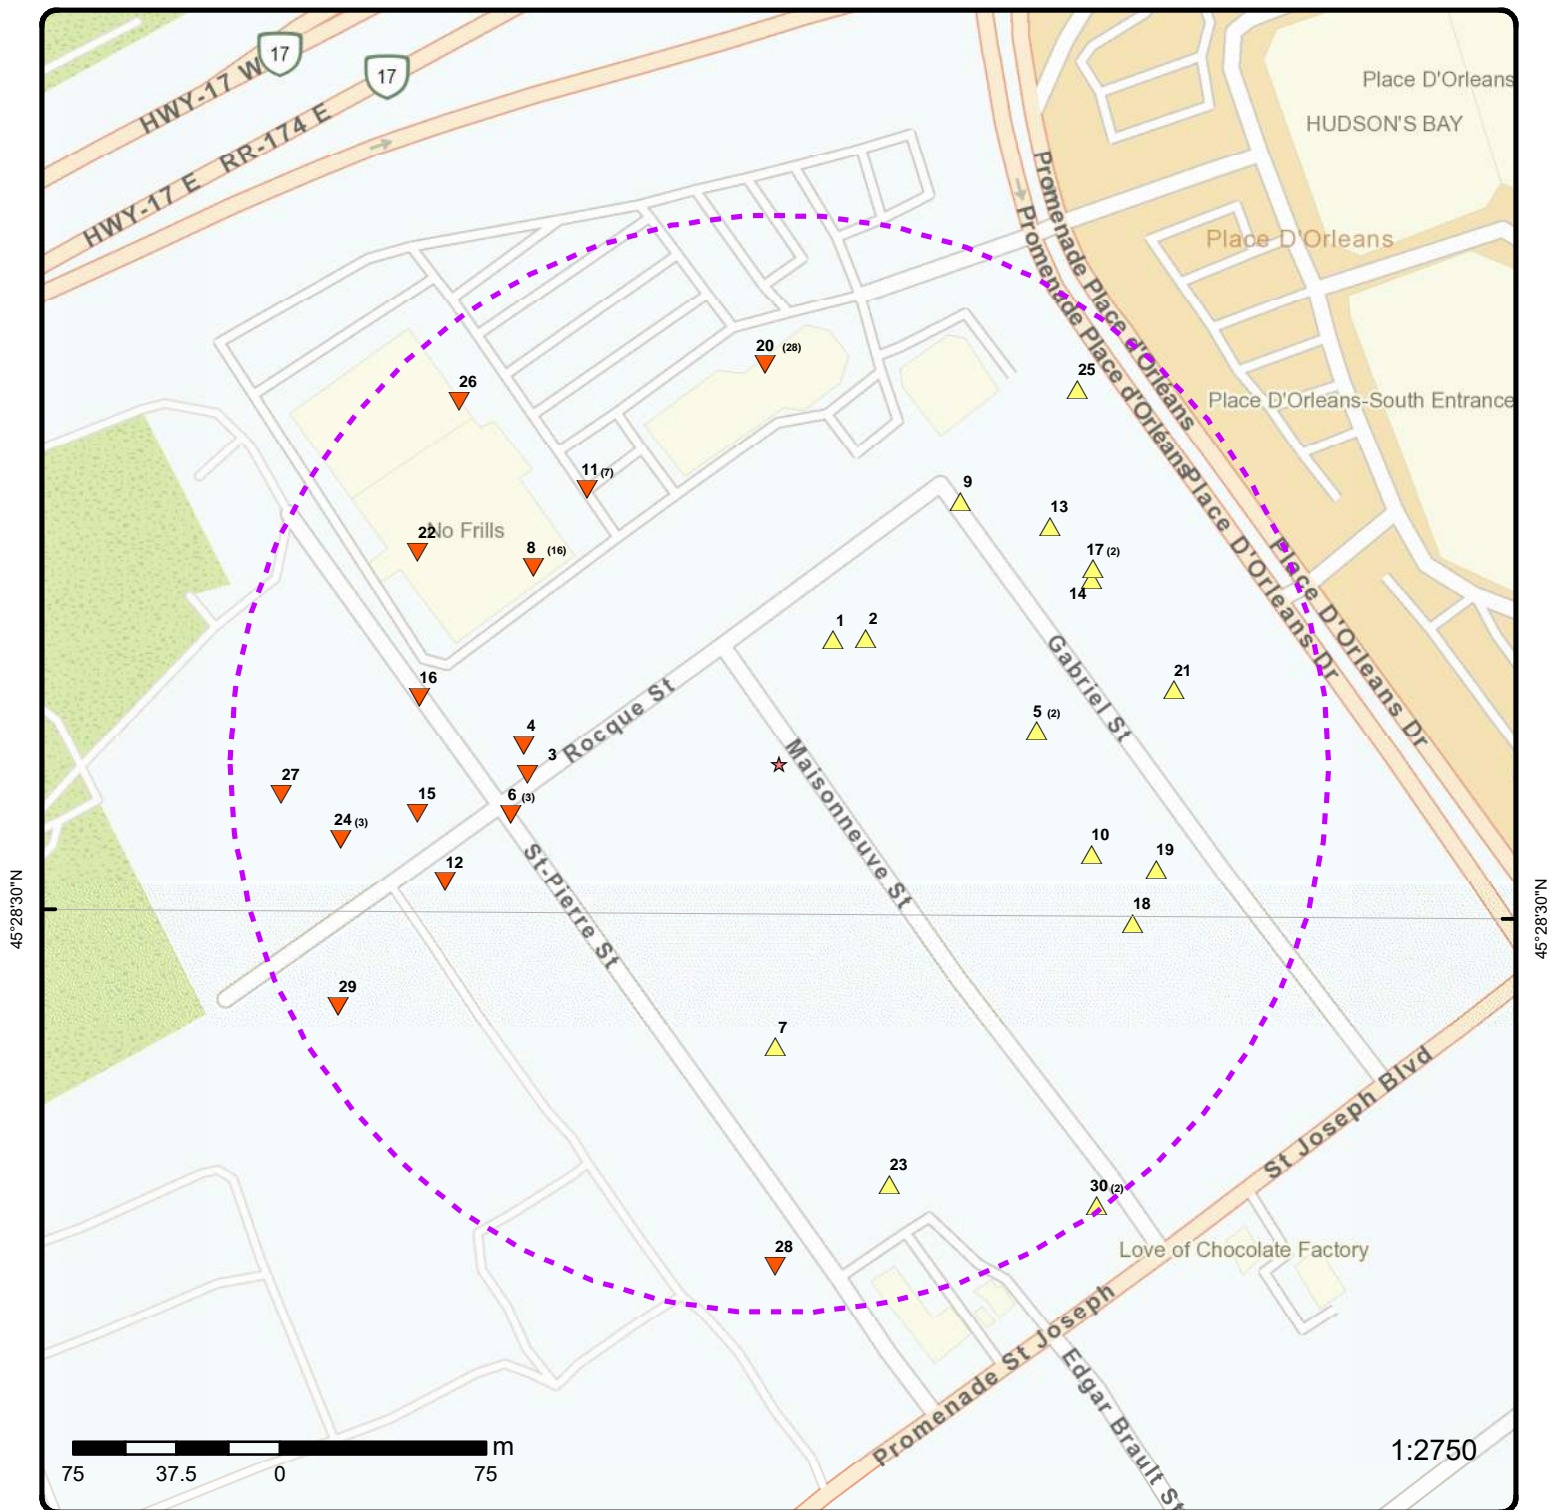 17
HWY-17 W
17
Place D'Orleans
HUDSON'S BAY
RR-174 E
HWY-17 E
Promenade Place d'Orléans
Promenade Place d'Orléans
Place D'Orleans
20 (28)
25
26
Place D'Orleans-South Entrance
11 (7)
9
13
22
No Frills
8 (16)
17 (2)
14
Place D'Orleans Dr
Place D'Orleans Dr
1
2
Gabriel St
16
21
Rocque St
5 (2)
4
3
Maisonneuve St
27
15
6 (3)
24 (3)
10
12
19
St-Pierre St
45°28'30"N
45°28'30"N
18
29
7
St Joseph Blvd
23
30 (2)
28
Love of Chocolate Factory
Promenade St Joseph
Edgar Brault St
m
75
37.5
0
75
1:2750